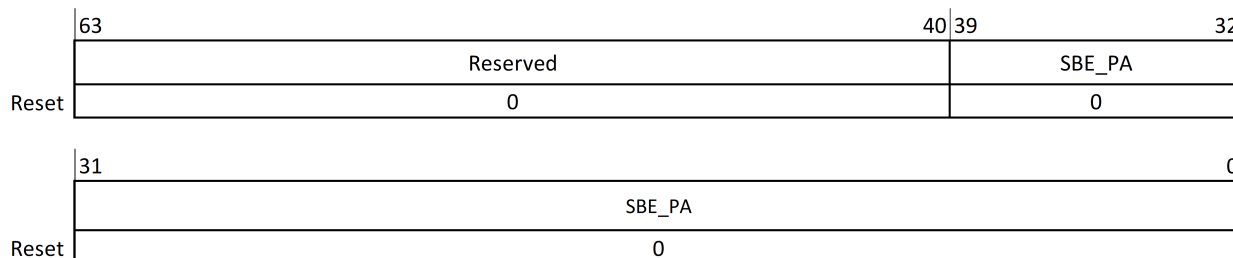 63 40 39 32
Reserved SBE_PA
Reset 0 0
31 0
SBE_PA
Reset 0